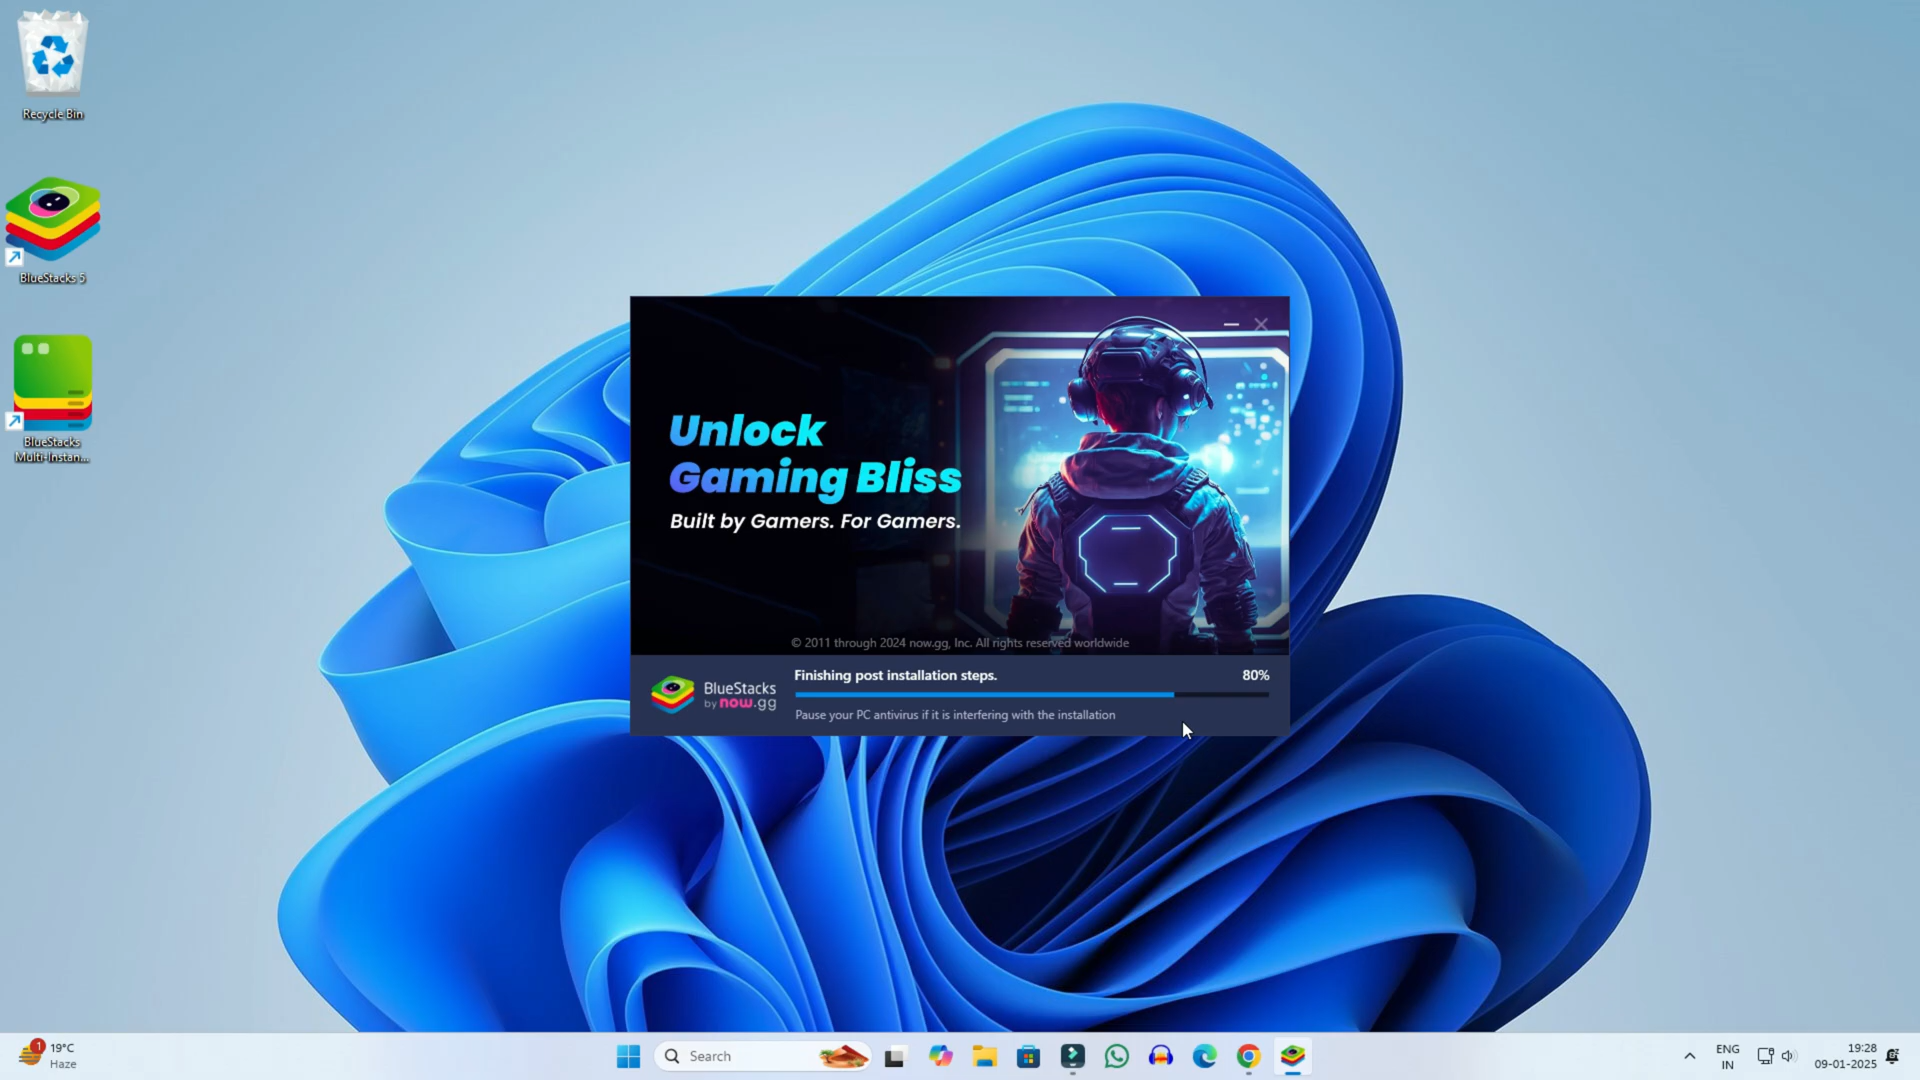 Recycle Bin
BlueStacks 5
BlueStacks
Multi-Instan...
Unlock
Gaming Bliss
Built by Gamers. For Gamers.
© 2011 through 2024 now.gg, Inc. All rights reserved worldwide
BlueStacks
by now.gg
Finishing post installation steps.
80%
Pause your PC antivirus if it is interfering with the installation
1
19°C
Haze
Search
ENG
IN
19:28
09-01-2025